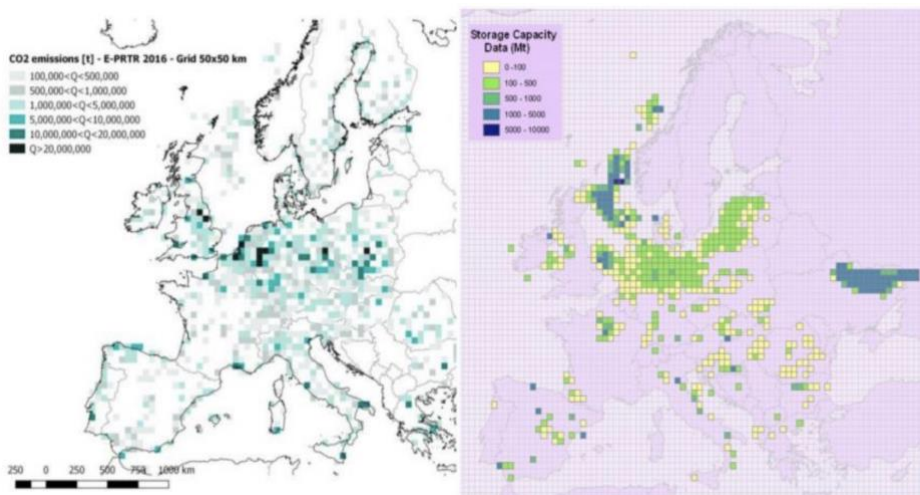 CO2 emissions [t] - E-PRTR 2016 - Grid 50x50 km
100,000<Q<500,000
500,000<Q<1,000,000
1,000,000<Q<5,000,000
5,000,000<Q<10,000,000
10,000,000<Q<20,000,000
Q>20,000,000
250 0 250 500 750 1000 km
Storage Capacity
Data (Mt)
0 -100
100 - 500
500 - 1000
1000 - 5000
5000 - 10000